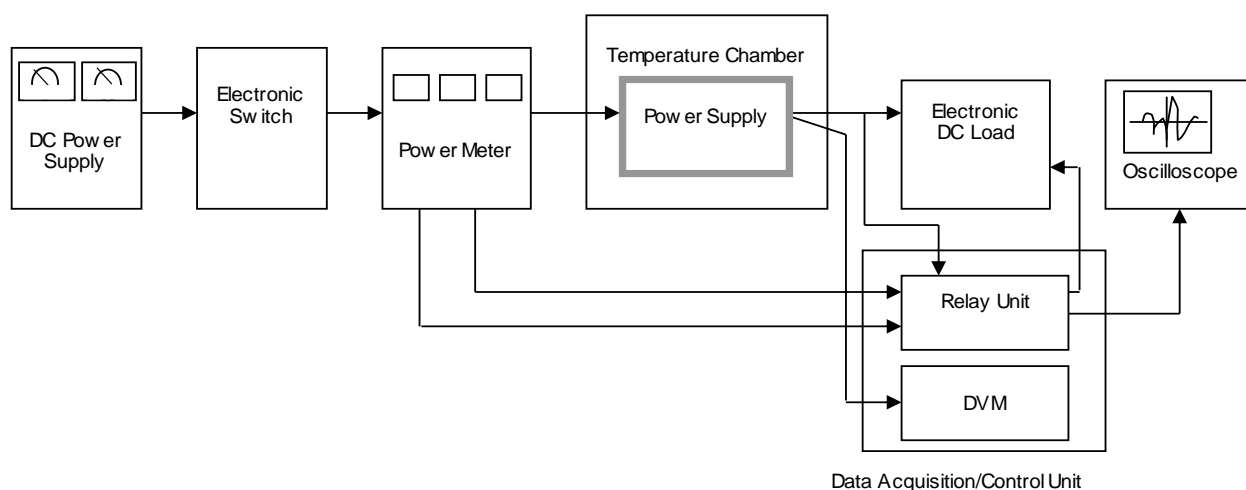 DC Power
Supply
Electronic
Switch
Power Meter
Temperature Chamber
Power Supply
Electronic
DC Load
Oscilloscope
Relay Unit
DVM
Data Acquisition/Control Unit